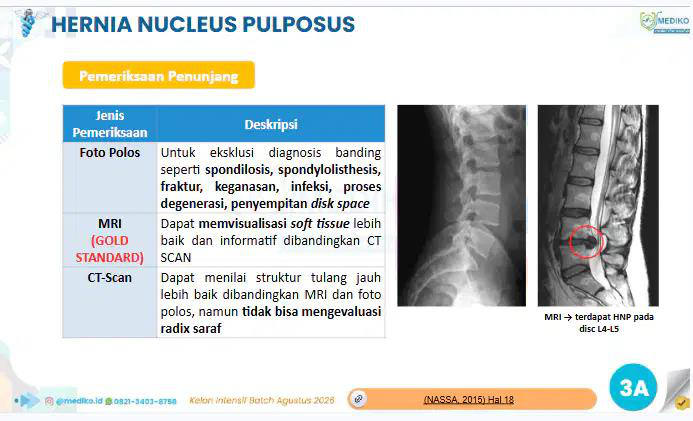 HERNIA NUCLEUS PULPOSUS
MEDIKO
Pemeriksaan Penunjang
Jenis
Pemeriksaan
Deskripsi
Foto Polos
Untuk eksklusi diagnosis banding
seperti spondilosis, spondylolisthesis,
fraktur, keganasan, infeksi, proses
degenerasi, penyempitan disk space
MRI
(GOLD
STANDARD)
Dapat memvisualisasi soft tissue lebih
baik dan informatif dibandingkan CT
SCAN
CT-Scan
Dapat menilai struktur tulang jauh
lebih baik dibandingkan MRI dan foto
polos, namun tidak bisa mengevaluasi
radix saraf
MRI → terdapat HNP pada
disc L4-L5
3A
@mediko.id 0821-3403-8758
Kelan Intensif Batch Agustus 2026
(NASSA, 2015) Hal 18